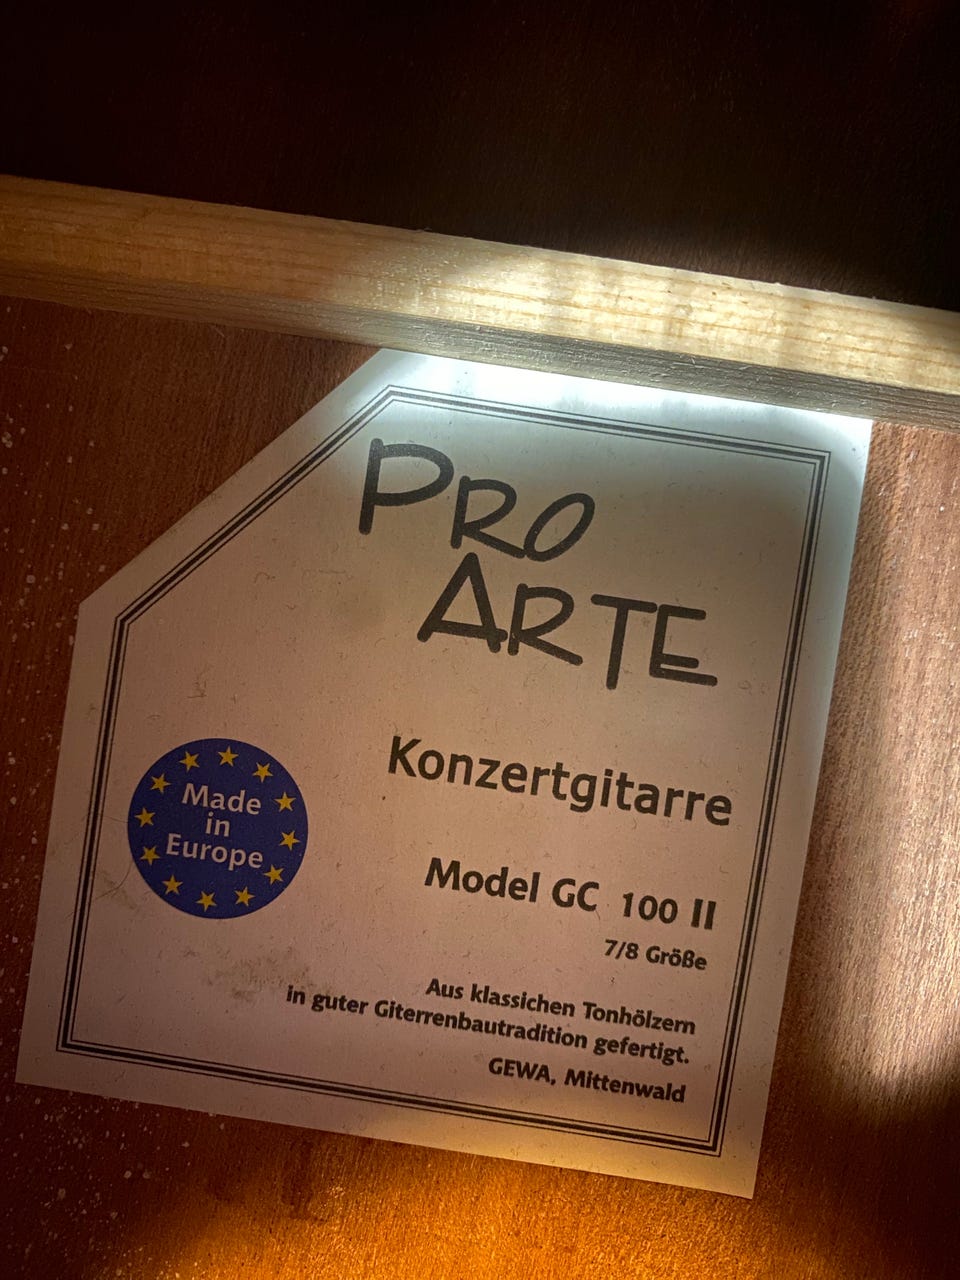 PRO
ARTE
Konzertgitarre
Made
in
Europe
Model GC 100 II
7/8 Größe
Aus klassichen Tonhölzern
in guter Giterrenbautradition gefertigt.
GEWA, Mittenwald